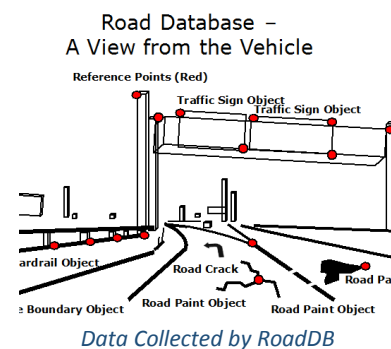 Road Database –
A View from the Vehicle
Reference Points (Red)
Traffic Sign Object
Traffic Sign Object
ardrail Object
Road Crack
Road Pa
e Boundary Object
Road Paint Object
Road Paint Object
Data Collected by RoadDB